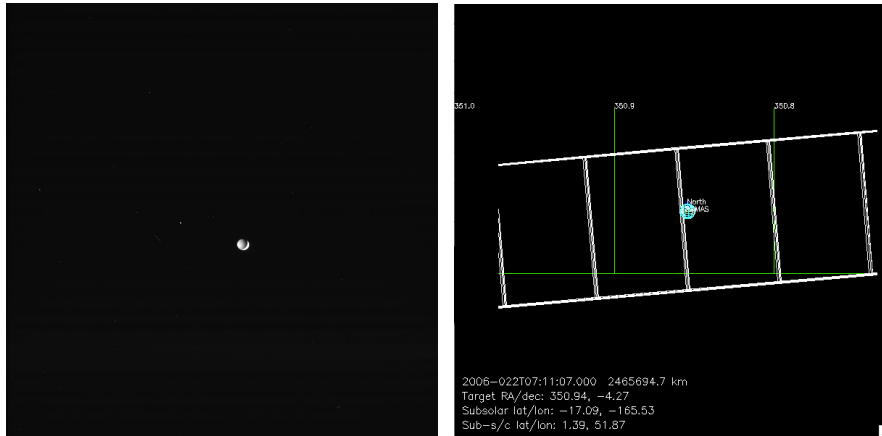 351.0
350.9
350.8
North
2006-022T07:11:07.000 2465694.7 km
Target RA/dec: 350.94, -4.27
Subsolar lat/lon: -17.09, -165.53
Sub-s/c lat/lon: 1.39, 51.87